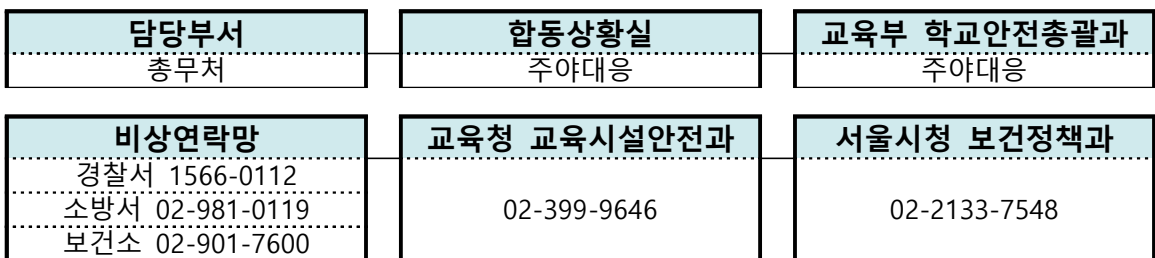 담당부서 합동상황실 교육부 학교안전총괄과
총무처 주야대응 주야대응
비상연락망 교육청 교육시설안전과 서울시청 보건정책과
경찰서 1566-0112
소방서 02-981-0119 02-399-9646 02-2133-7548
보건소 02-901-7600